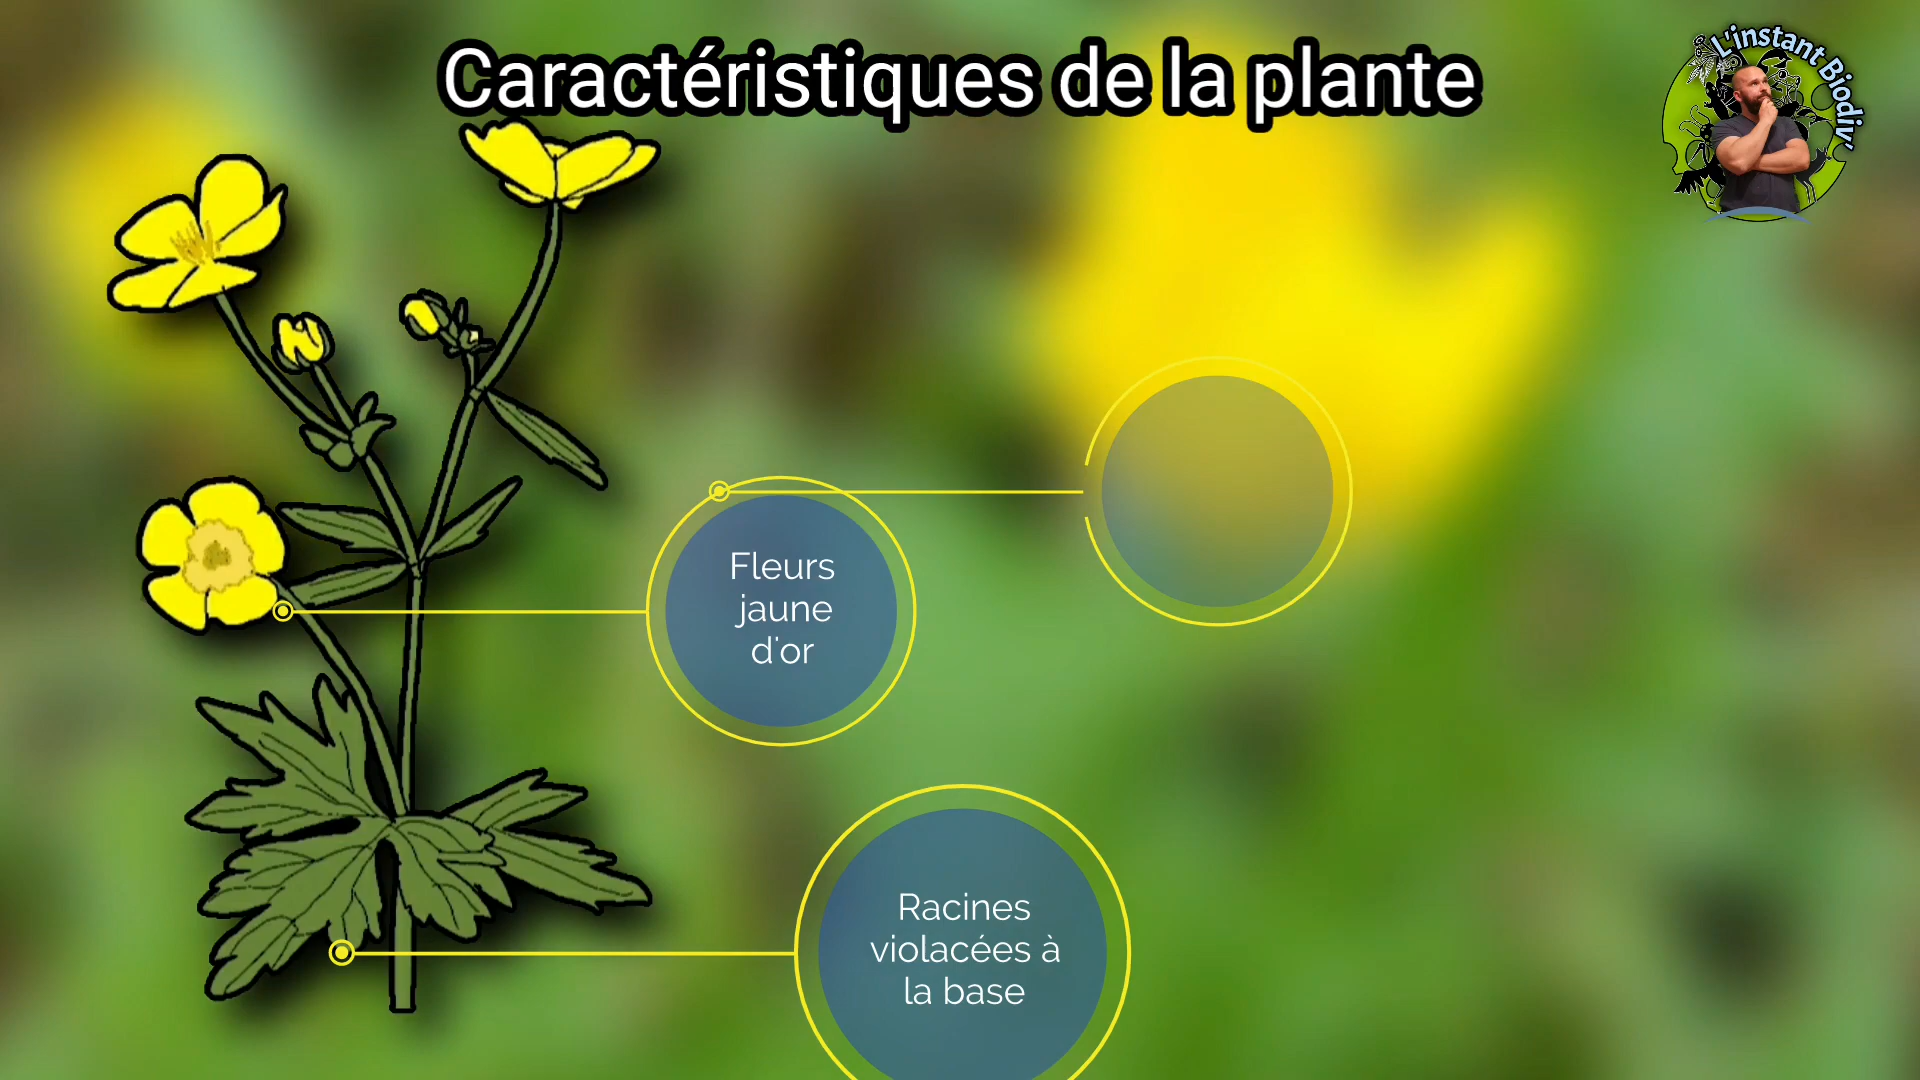 Caractéristiques de la plante
L'instant Biodiv'
Fleurs
jaune
d'or
Racines
violacées à
la base